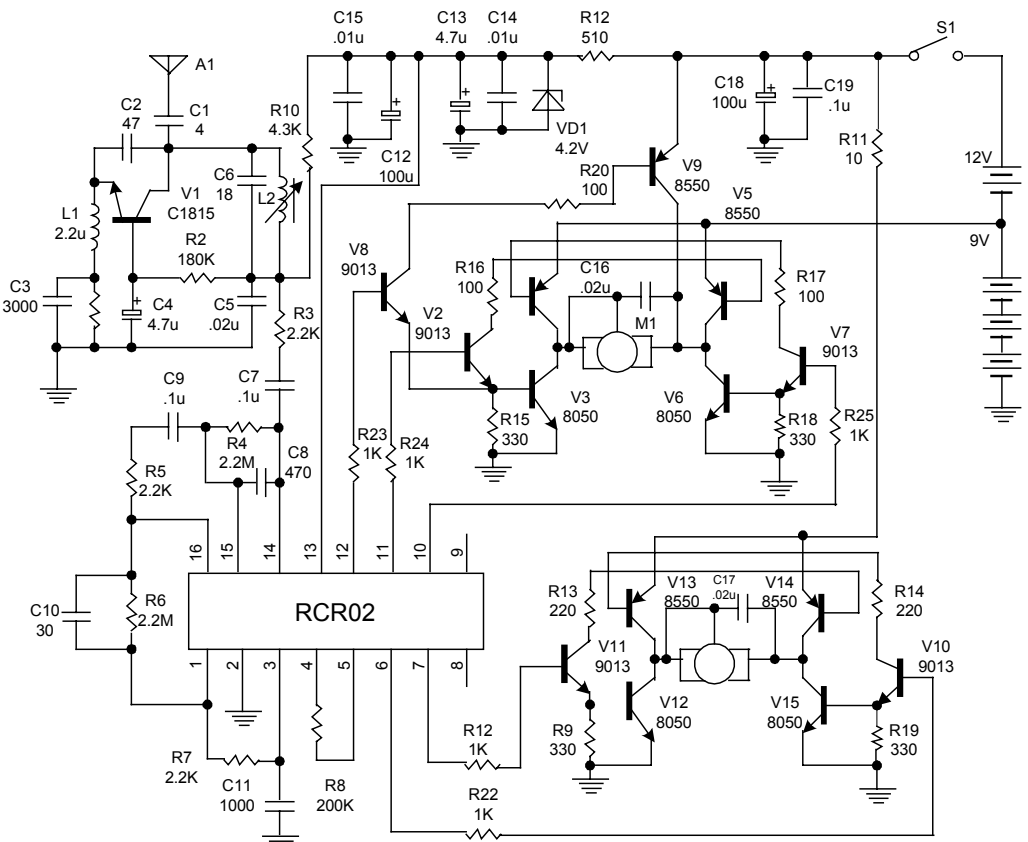 C15
.01u
C13
4.7u
C14
.01u
R12
510
S1
A1
C2
47
C1
4
R10
4.3K
C12
100u
VD1
4.2V
C18
100u
C19
.1u
R11
10
12V
9V
R20
100
V9
8550
V5
8550
C6
18
L2
V1
C1815
L1
2.2u
R2
180K
C3
3000
C4
4.7u
C5
.02u
R3
2.2K
V8
9013
R16
100
C16
.02u
R17
100
V2
9013
M1
V7
9013
V3
8050
V6
8050
R15
330
R18
330
R25
1K
C9
.1u
C7
.1u
R4
2.2M
C8
470
R23
1K
R24
1K
R5
2.2K
16
15
14
13
12
11
10
9
RCR02
C10
30
R6
2.2M
1
2
3
4
5
6
7
8
R13
220
V13
8550
C17
.02u
V14
8550
R14
220
V11
9013
V10
9013
V12
8050
V15
8050
R9
330
R19
330
R7
2.2K
C11
1000
R8
200K
R12
1K
R22
1K
+
+
+
+